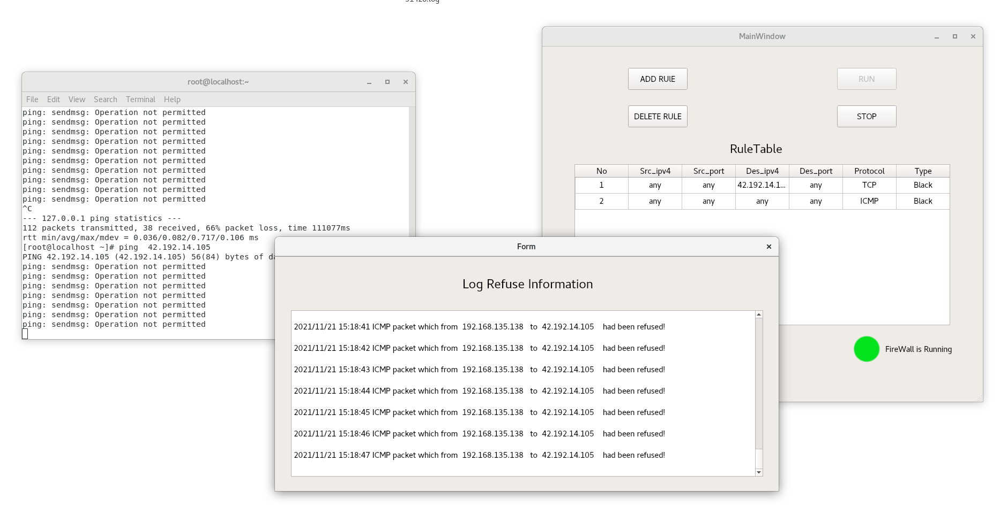 root@localhost:~
File Edit View Search Terminal Help
ping: sendmsg: Operation not permitted
ping: sendmsg: Operation not permitted
ping: sendmsg: Operation not permitted
ping: sendmsg: Operation not permitted
ping: sendmsg: Operation not permitted
ping: sendmsg: Operation not permitted
ping: sendmsg: Operation not permitted
ping: sendmsg: Operation not permitted
ping: sendmsg: Operation not permitted
ping: sendmsg: Operation not permitted
^C
--- 127.0.0.1 ping statistics ---
112 packets transmitted, 38 received, 66% packet loss, time 111077ms
rtt min/avg/max/mdev = 0.036/0.082/0.717/0.106 ms
[root@localhost ~]# ping  42.192.14.105
PING 42.192.14.105 (42.192.14.105) 56(84) bytes of
ping: sendmsg: Operation not permitted
ping: sendmsg: Operation not permitted
ping: sendmsg: Operation not permitted
ping: sendmsg: Operation not permitted
ping: sendmsg: Operation not permitted
ping: sendmsg: Operation not permitted
ping: sendmsg: Operation not permitted
MainWindow
ADD RUlE RUN
DELETE RULE STOP
RuleTable
No Src_ipv4 Src_port Des_ipv4 Des_port Protocol Type
1 any any 42.192.14.1... any TCP Black
2 any any any any ICMP Black
FireWall is Running
Form
Log Refuse Information
2021/11/21 15:18:41 ICMP packet which from 192.168.135.138 to 42.192.14.105 had been refused!
2021/11/21 15:18:42 ICMP packet which from 192.168.135.138 to 42.192.14.105 had been refused!
2021/11/21 15:18:43 ICMP packet which from 192.168.135.138 to 42.192.14.105 had been refused!
2021/11/21 15:18:44 ICMP packet which from 192.168.135.138 to 42.192.14.105 had been refused!
2021/11/21 15:18:45 ICMP packet which from 192.168.135.138 to 42.192.14.105 had been refused!
2021/11/21 15:18:46 ICMP packet which from 192.168.135.138 to 42.192.14.105 had been refused!
2021/11/21 15:18:47 ICMP packet which from 192.168.135.138 to 42.192.14.105 had been refused!